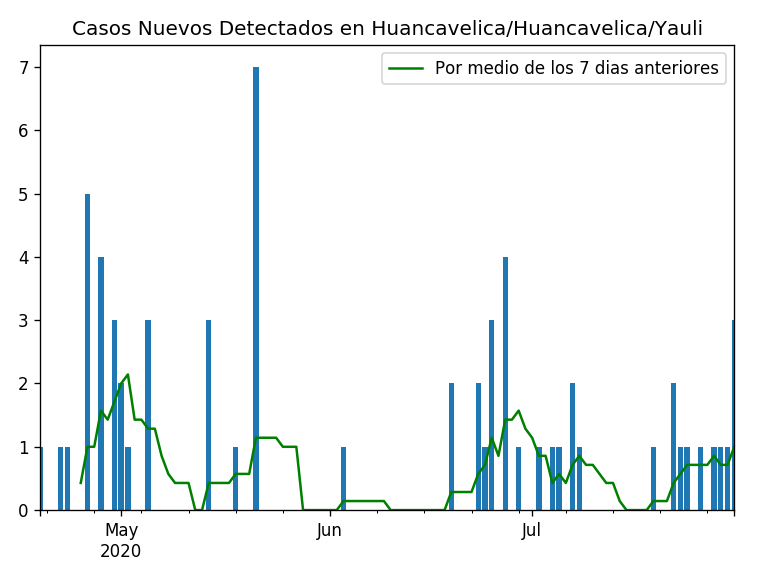 Casos Nuevos Detectados en Huancavelica/Huancavelica/Yauli
Por medio de los 7 dias anteriores
7
6
5
4
3
2
1
0
May
2020
Jun
Jul